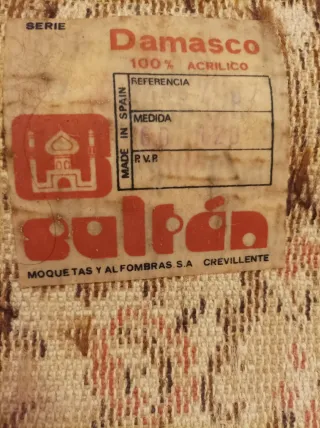 SERIE
Damasco
100% ACRILICO
REFERENCIA
MEDIDA
R.V.P.
MADE IN SPAIN
Sultán
MOQUETAS Y ALFOMBRAS. S.A CREVILLENTE